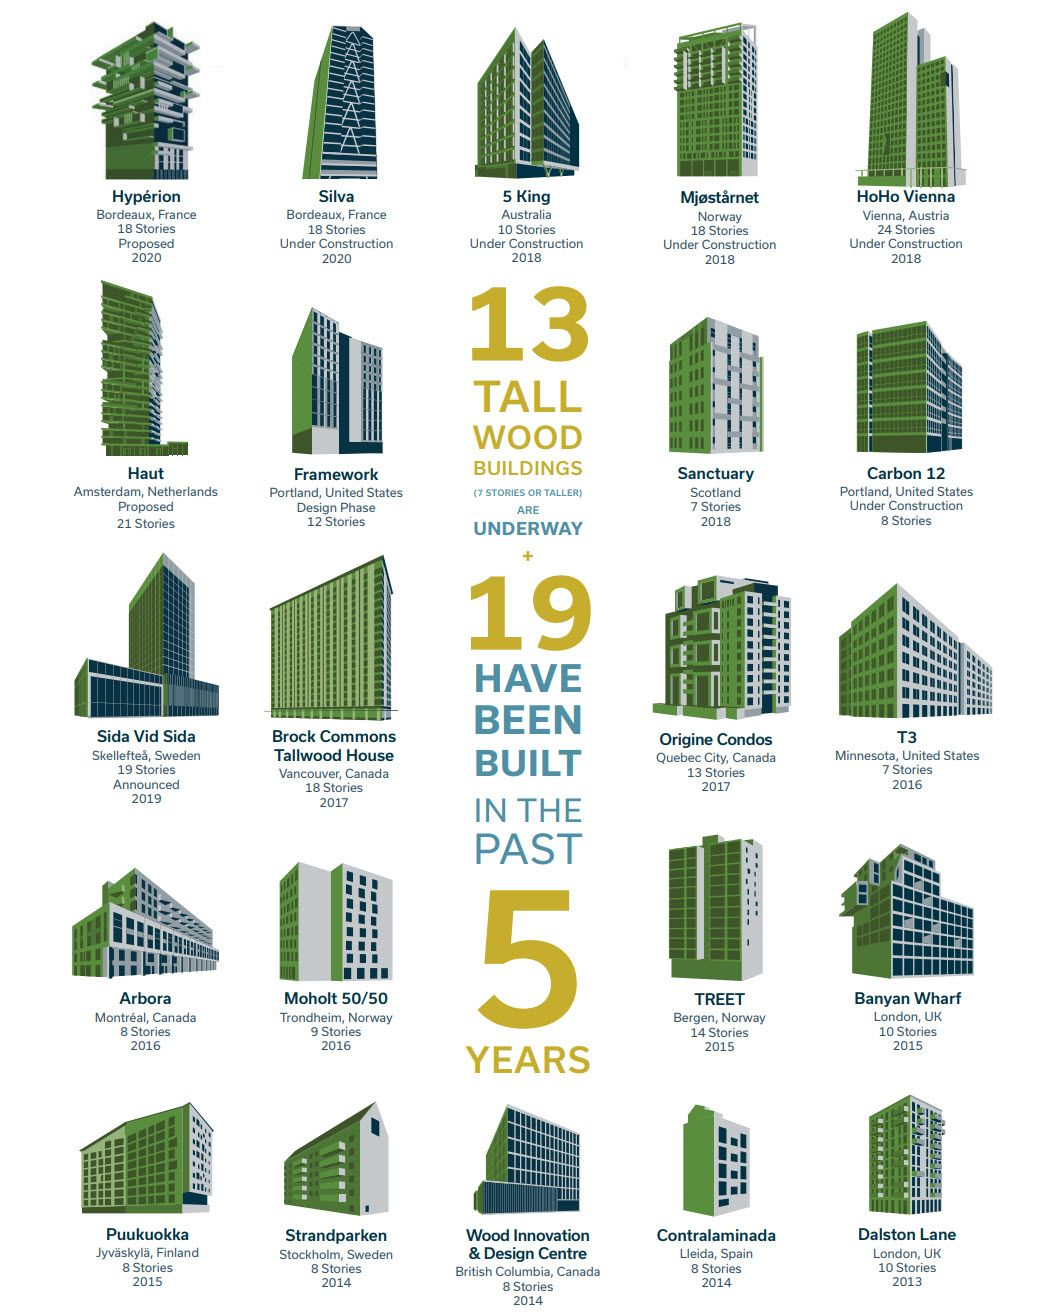 Hypérion
Bordeaux, France
18 Stories
Proposed
2020
Silva
Bordeaux, France
18 Stories
Under Construction
2020
5 King
Australia
10 Stories
Under Construction
2018
Mjøstårnet
Norway
18 Stories
Under Construction
2018
HoHo Vienna
Vienna, Austria
24 Stories
Under Construction
2018
Haut
Amsterdam, Netherlands
Proposed
21 Stories
Framework
Portland, United States
Design Phase
12 Stories
13
TALL
WOOD
BUILDINGS
(7 STORIES OR TALLER)
ARE
UNDERWAY
+
19
HAVE
BEEN
BUILT
IN THE
PAST
5
YEARS
Sanctuary
Scotland
7 Stories
2018
Carbon 12
Portland, United States
Under Construction
8 Stories
Sida Vid Sida
Skellefteå, Sweden
19 Stories
Announced
2019
Brock Commons
Tallwood House
Vancouver, Canada
18 Stories
2017
Origine Condos
Quebec City, Canada
13 Stories
2017
T3
Minnesota, United States
7 Stories
2016
Arbora
Montréal, Canada
8 Stories
2016
Moholt 50/50
Trondheim, Norway
9 Stories
2016
TREET
Bergen, Norway
14 Stories
2015
Banyan Wharf
London, UK
10 Stories
2015
Puukuokka
Jyväskylä, Finland
8 Stories
2015
Strandparken
Stockholm, Sweden
8 Stories
2014
Wood Innovation
& Design Centre
British Columbia, Canada
8 Stories
2014
Contralaminada
Lleida, Spain
8 Stories
2014
Dalston Lane
London, UK
10 Stories
2013